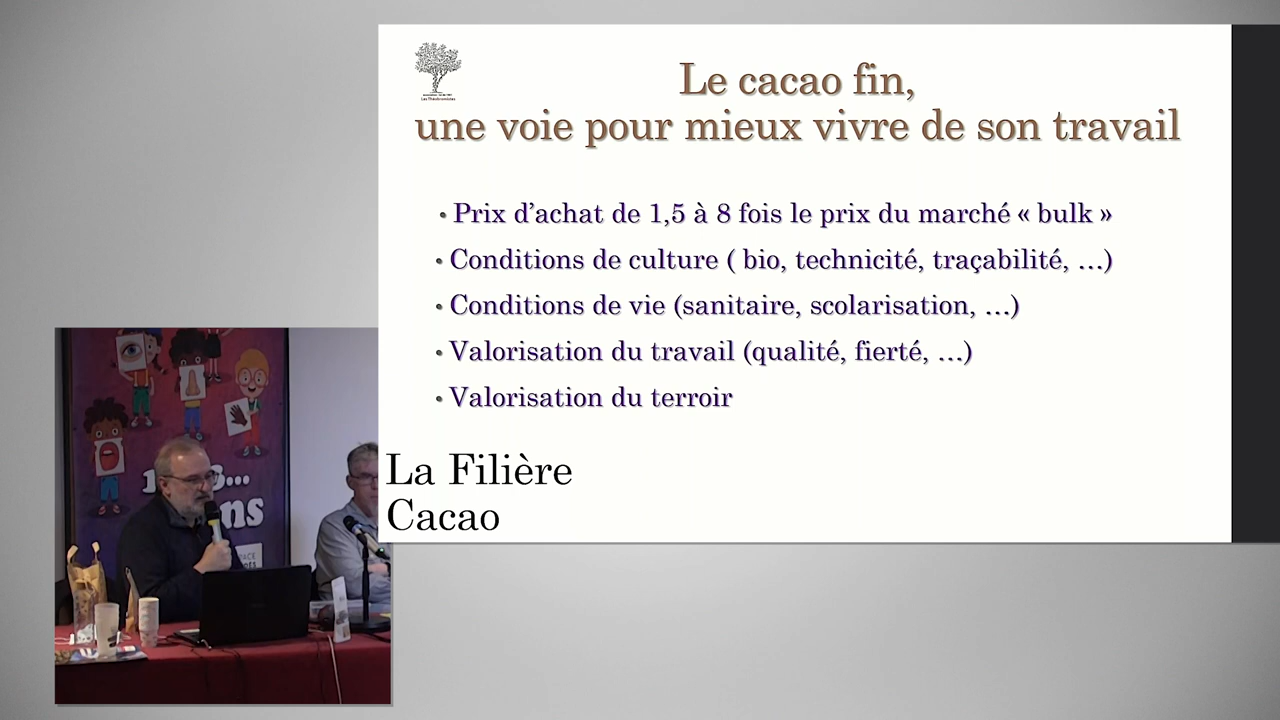 Le cacao fin,
une voie pour mieux vivre de son travail
• Prix d’achat de 1,5 à 8 fois le prix du marché « bulk »
• Conditions de culture ( bio, technicité, traçabilité, …)
• Conditions de vie (sanitaire, scolarisation, …)
• Valorisation du travail (qualité, fierté, …)
• Valorisation du terroir
La Filière
Cacao